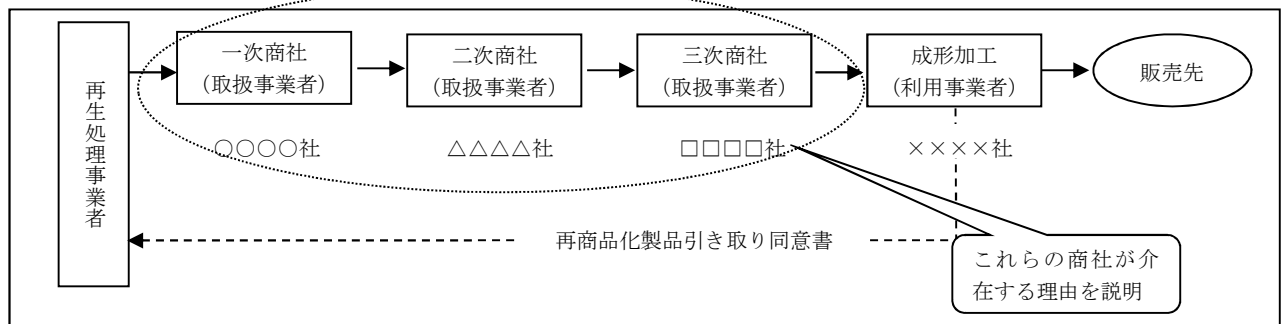 再生処理事業者
一次商社
(取扱事業者)
二次商社
(取扱事業者)
三次商社
(取扱事業者)
成形加工
(利用事業者)
販売先
○○○○社
△△△△社
□□□□社
××××社
再商品化製品引き取り同意書
これらの商社が介
在する理由を説明